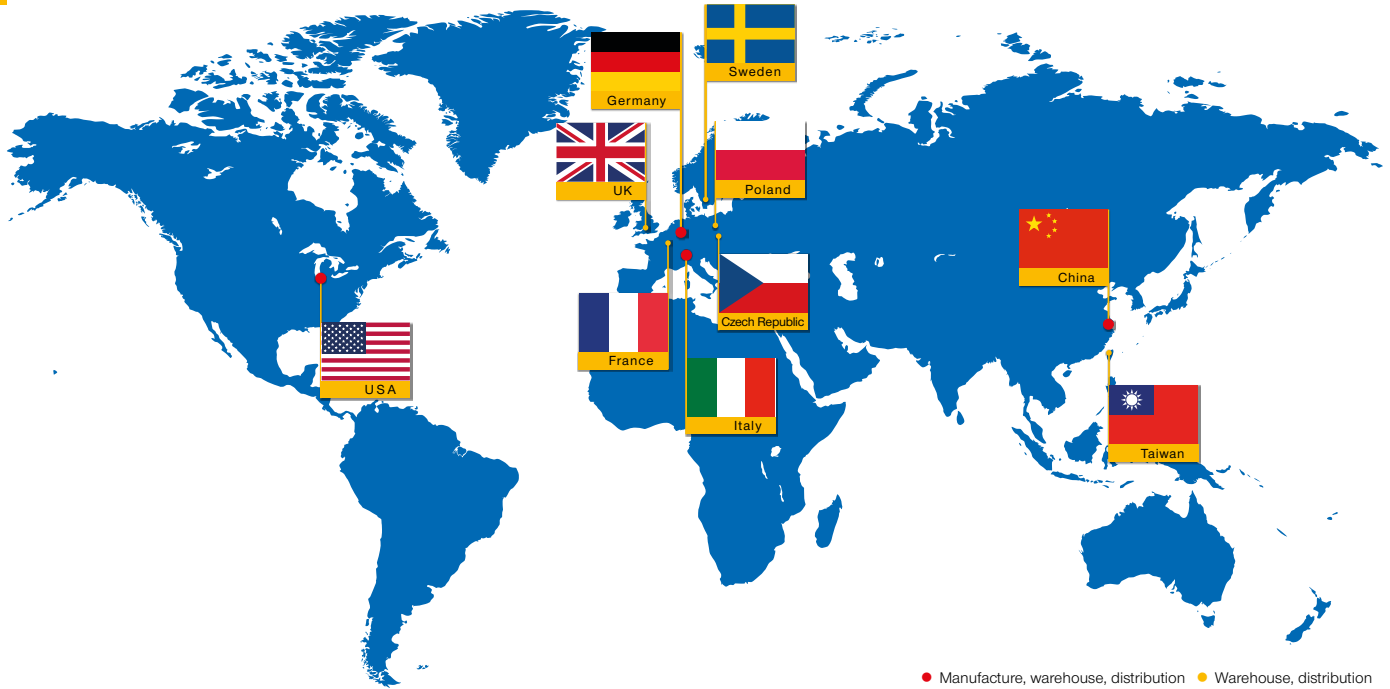 Sweden
Germany
UK
Poland
China
Czech Republic
France
USA
Italy
Taiwan
Manufacture, warehouse, distribution
Warehouse, distribution